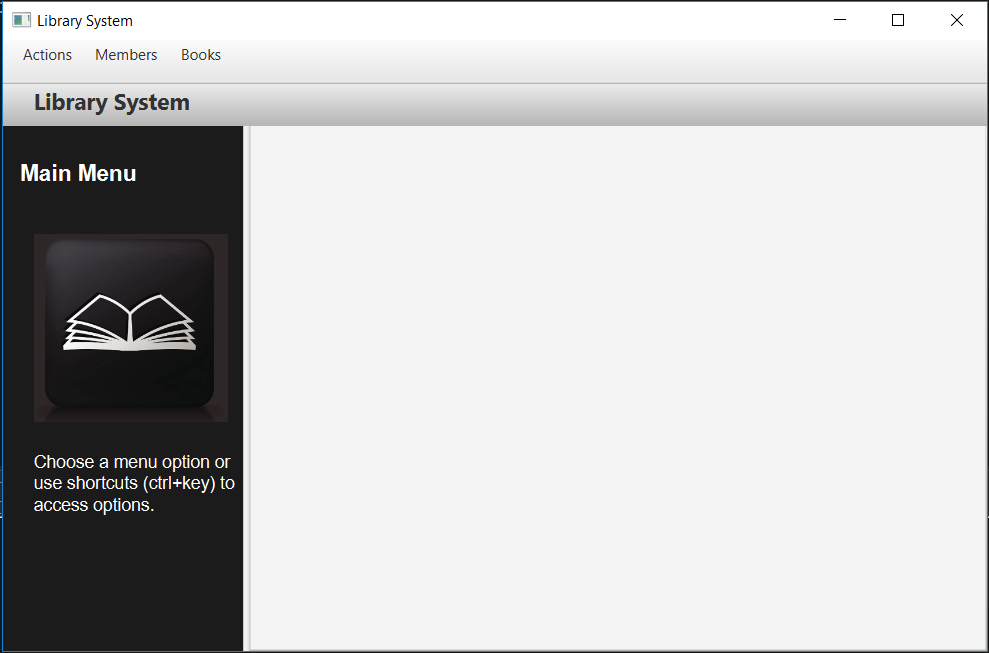 Library System
Actions Members Books
Library System
Main Menu
Choose a menu option or
use shortcuts (ctrl+key) to
access options.